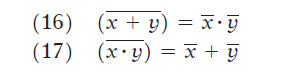 (16) (x̅ ̅+̅ ̅y̅) = x̅ · y̅
(17) (x̅ ̅·̅ ̅y̅) = x̅ + y̅